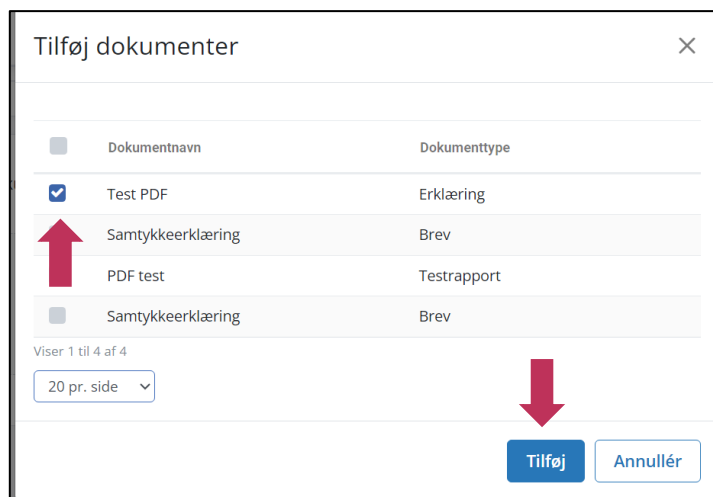 Tilføj dokumenter
Dokumentnavn Dokumenttype
Test PDF Erklæring
Samtykkeerklæring Brev
PDF test Testrapport
Samtykkeerklæring Brev
Viser 1 til 4 af 4
20 pr. side
Tilføj Annullér